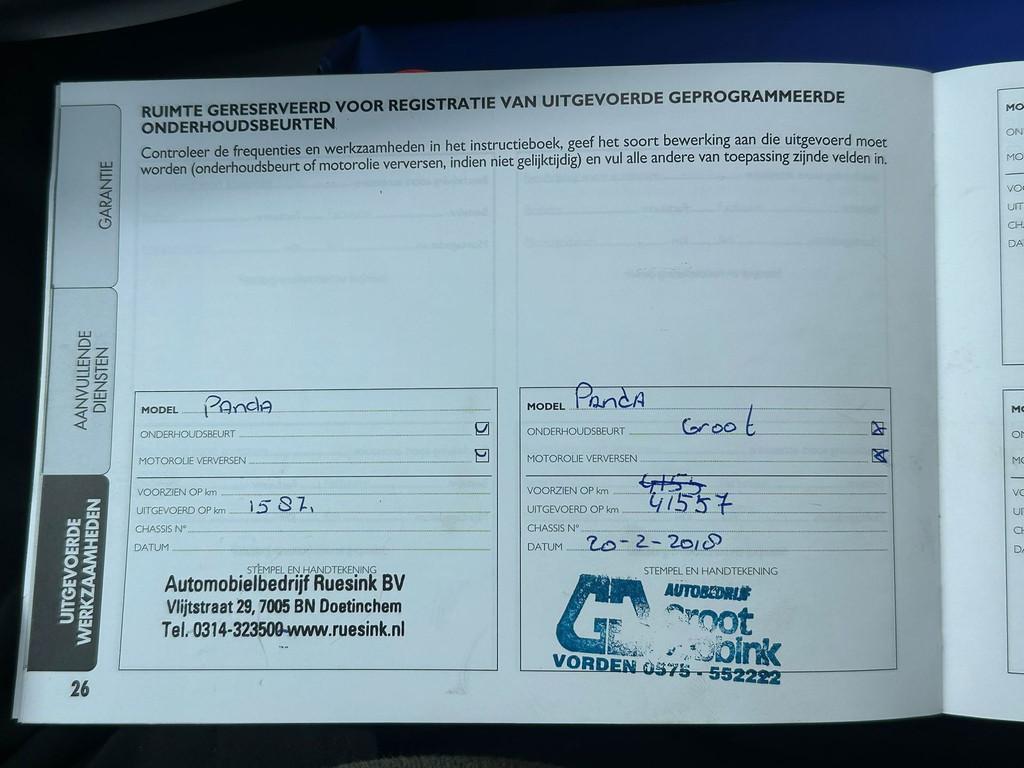 RUIMTE GERESERVEERD VOOR REGISTRATIE VAN UITGEVOERDE GEPROGRAMMEERDE
ONDERHOUDSBEURTEN
Controleer de frequenties en werkzaamheden in het instructieboek, geef het soort bewerking aan die uitgevoerd moet
worden (onderhoudsbeurt of motorolie verversen, indien niet gelijktijdig) en vul alle andere van toepassing zijnde velden in.
GARANTIE
AANVULLENDE
DIENSTEN
UITGEVOERDE
WERKZAAMHEDEN
MODEL Panda
ONDERHOUDSBEURT
MOTOROLIE VERVERSEN
VOORZIEN OP km
UITGEVOERD OP km 1587,
CHASSIS N°
DATUM
STEMPEL EN HANDTEKENING
Automobielbedrijf Ruesink BV
Vlijtstraat 29, 7005 BN Doetinchem
Tel. 0314-323500-www.ruesink.nl
MODEL Panda
ONDERHOUDSBEURT Groot
MOTOROLIE VERVERSEN
VOORZIEN OP km
UITGEVOERD OP km 41557
CHASSIS N°
DATUM 20-2-2018
STEMPEL EN HANDTEKENING
AUTOBEDRIJF
Groot
VORDEN 0575-552222
26